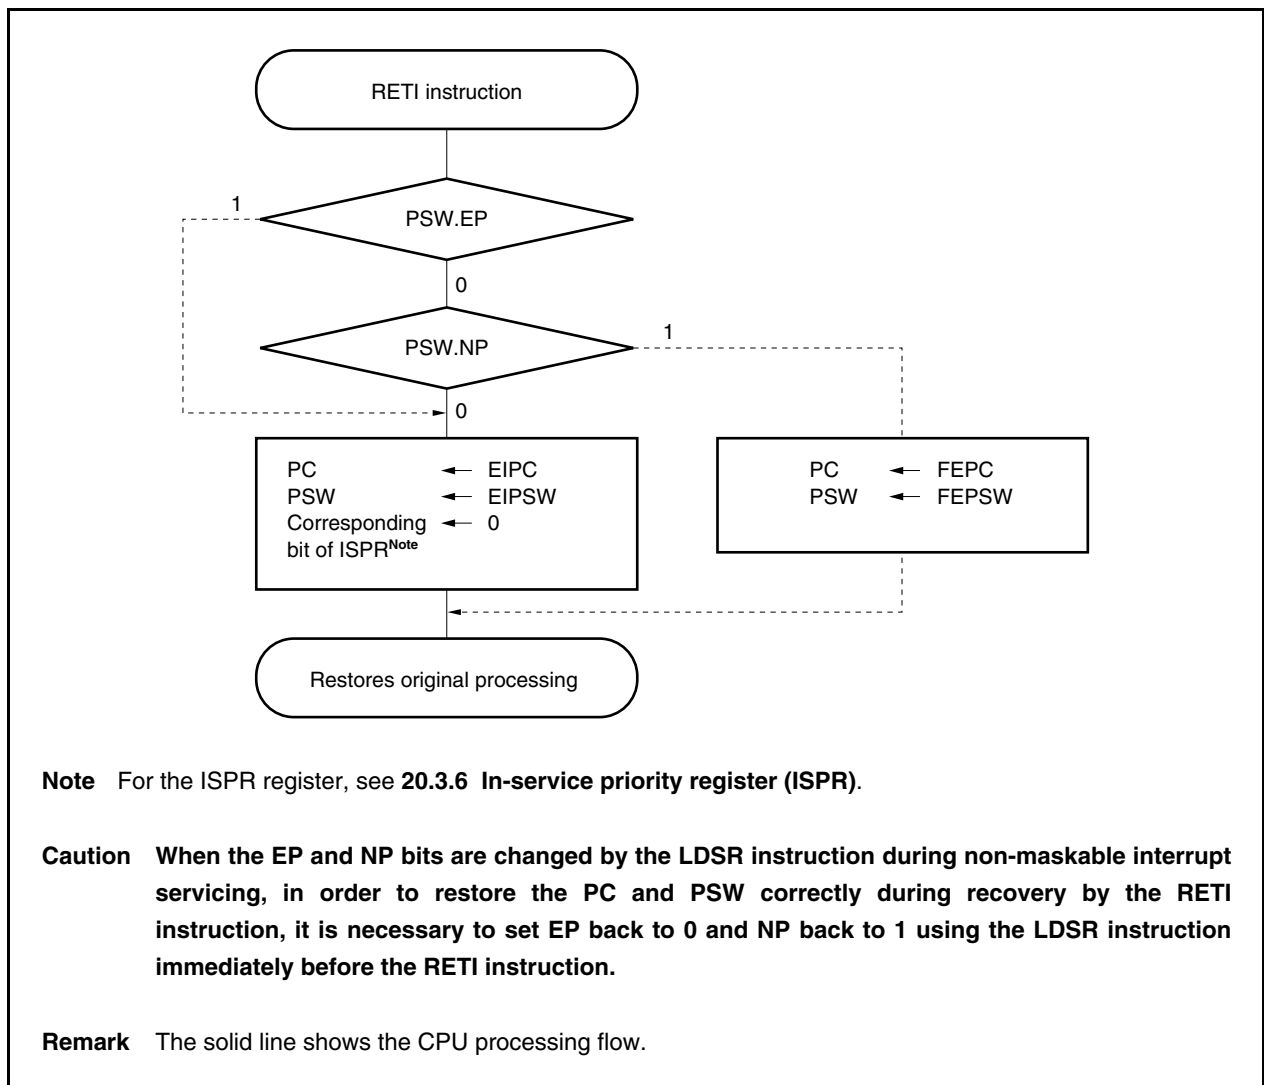 RETI instruction
1
PSW.EP
0
1
PSW.NP
0
PC ← EIPC
PSW ← EIPSW
Corresponding ← 0
bit of ISPRNote
PC ← FEPC
PSW ← FEPSW
Restores original processing
Note For the ISPR register, see 20.3.6 In-service priority register (ISPR).
Caution When the EP and NP bits are changed by the LDSR instruction during non-maskable interrupt
servicing, in order to restore the PC and PSW correctly during recovery by the RETI
instruction, it is necessary to set EP back to 0 and NP back to 1 using the LDSR instruction
immediately before the RETI instruction.
Remark The solid line shows the CPU processing flow.